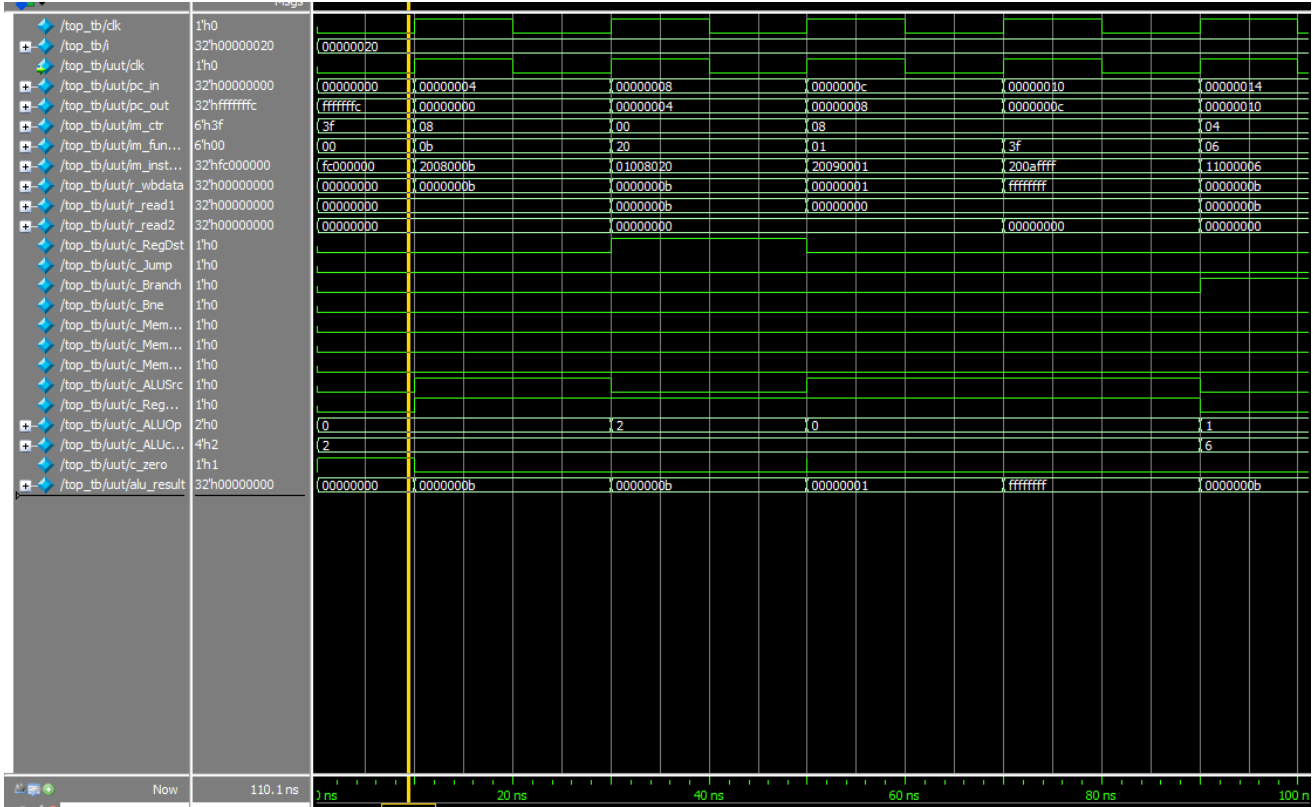 Msgs
/top_tb/clk 1'h0
/top_tb/i 32'h00000020 00000020
/top_tb/uut/clk 1'h0
/top_tb/uut/pc_in 32'h00000000 00000000 00000004 00000008 0000000c 00000010 00000014
/top_tb/uut/pc_out 32'hfffffffc fffffffc 00000000 00000004 00000008 0000000c 00000010
/top_tb/uut/im_ctr 6'h3f 3f 08 00 08 04
/top_tb/uut/im_fun... 6'h00 00 0b 20 01 3f 06
/top_tb/uut/im_inst... 32'hfc000000 fc000000 2008000b 01008020 20090001 200affff 11000006
/top_tb/uut/r_wbdata 32'h00000000 00000000 0000000b 0000000b 00000001 ffffffff 0000000b
/top_tb/uut/r_read1 32'h00000000 00000000 0000000b 00000000 0000000b
/top_tb/uut/r_read2 32'h00000000 00000000 00000000 00000000 00000000
/top_tb/uut/c_RegDst 1'h0
/top_tb/uut/c_Jump 1'h0
/top_tb/uut/c_Branch 1'h0
/top_tb/uut/c_Bne 1'h0
/top_tb/uut/c_Mem... 1'h0
/top_tb/uut/c_Mem... 1'h0
/top_tb/uut/c_Mem... 1'h0
/top_tb/uut/c_ALUSrc 1'h0
/top_tb/uut/c_Reg... 1'h0
/top_tb/uut/c_ALUOp 2'h0 0 2 0 1
/top_tb/uut/c_ALUc... 4'h2 2 6
/top_tb/uut/c_zero 1'h1
/top_tb/uut/alu_result 32'h00000000 00000000 0000000b 0000000b 00000001 ffffffff 0000000b
Now 110.1 ns ns 20 ns 40 ns 60 ns 80 ns 100 n